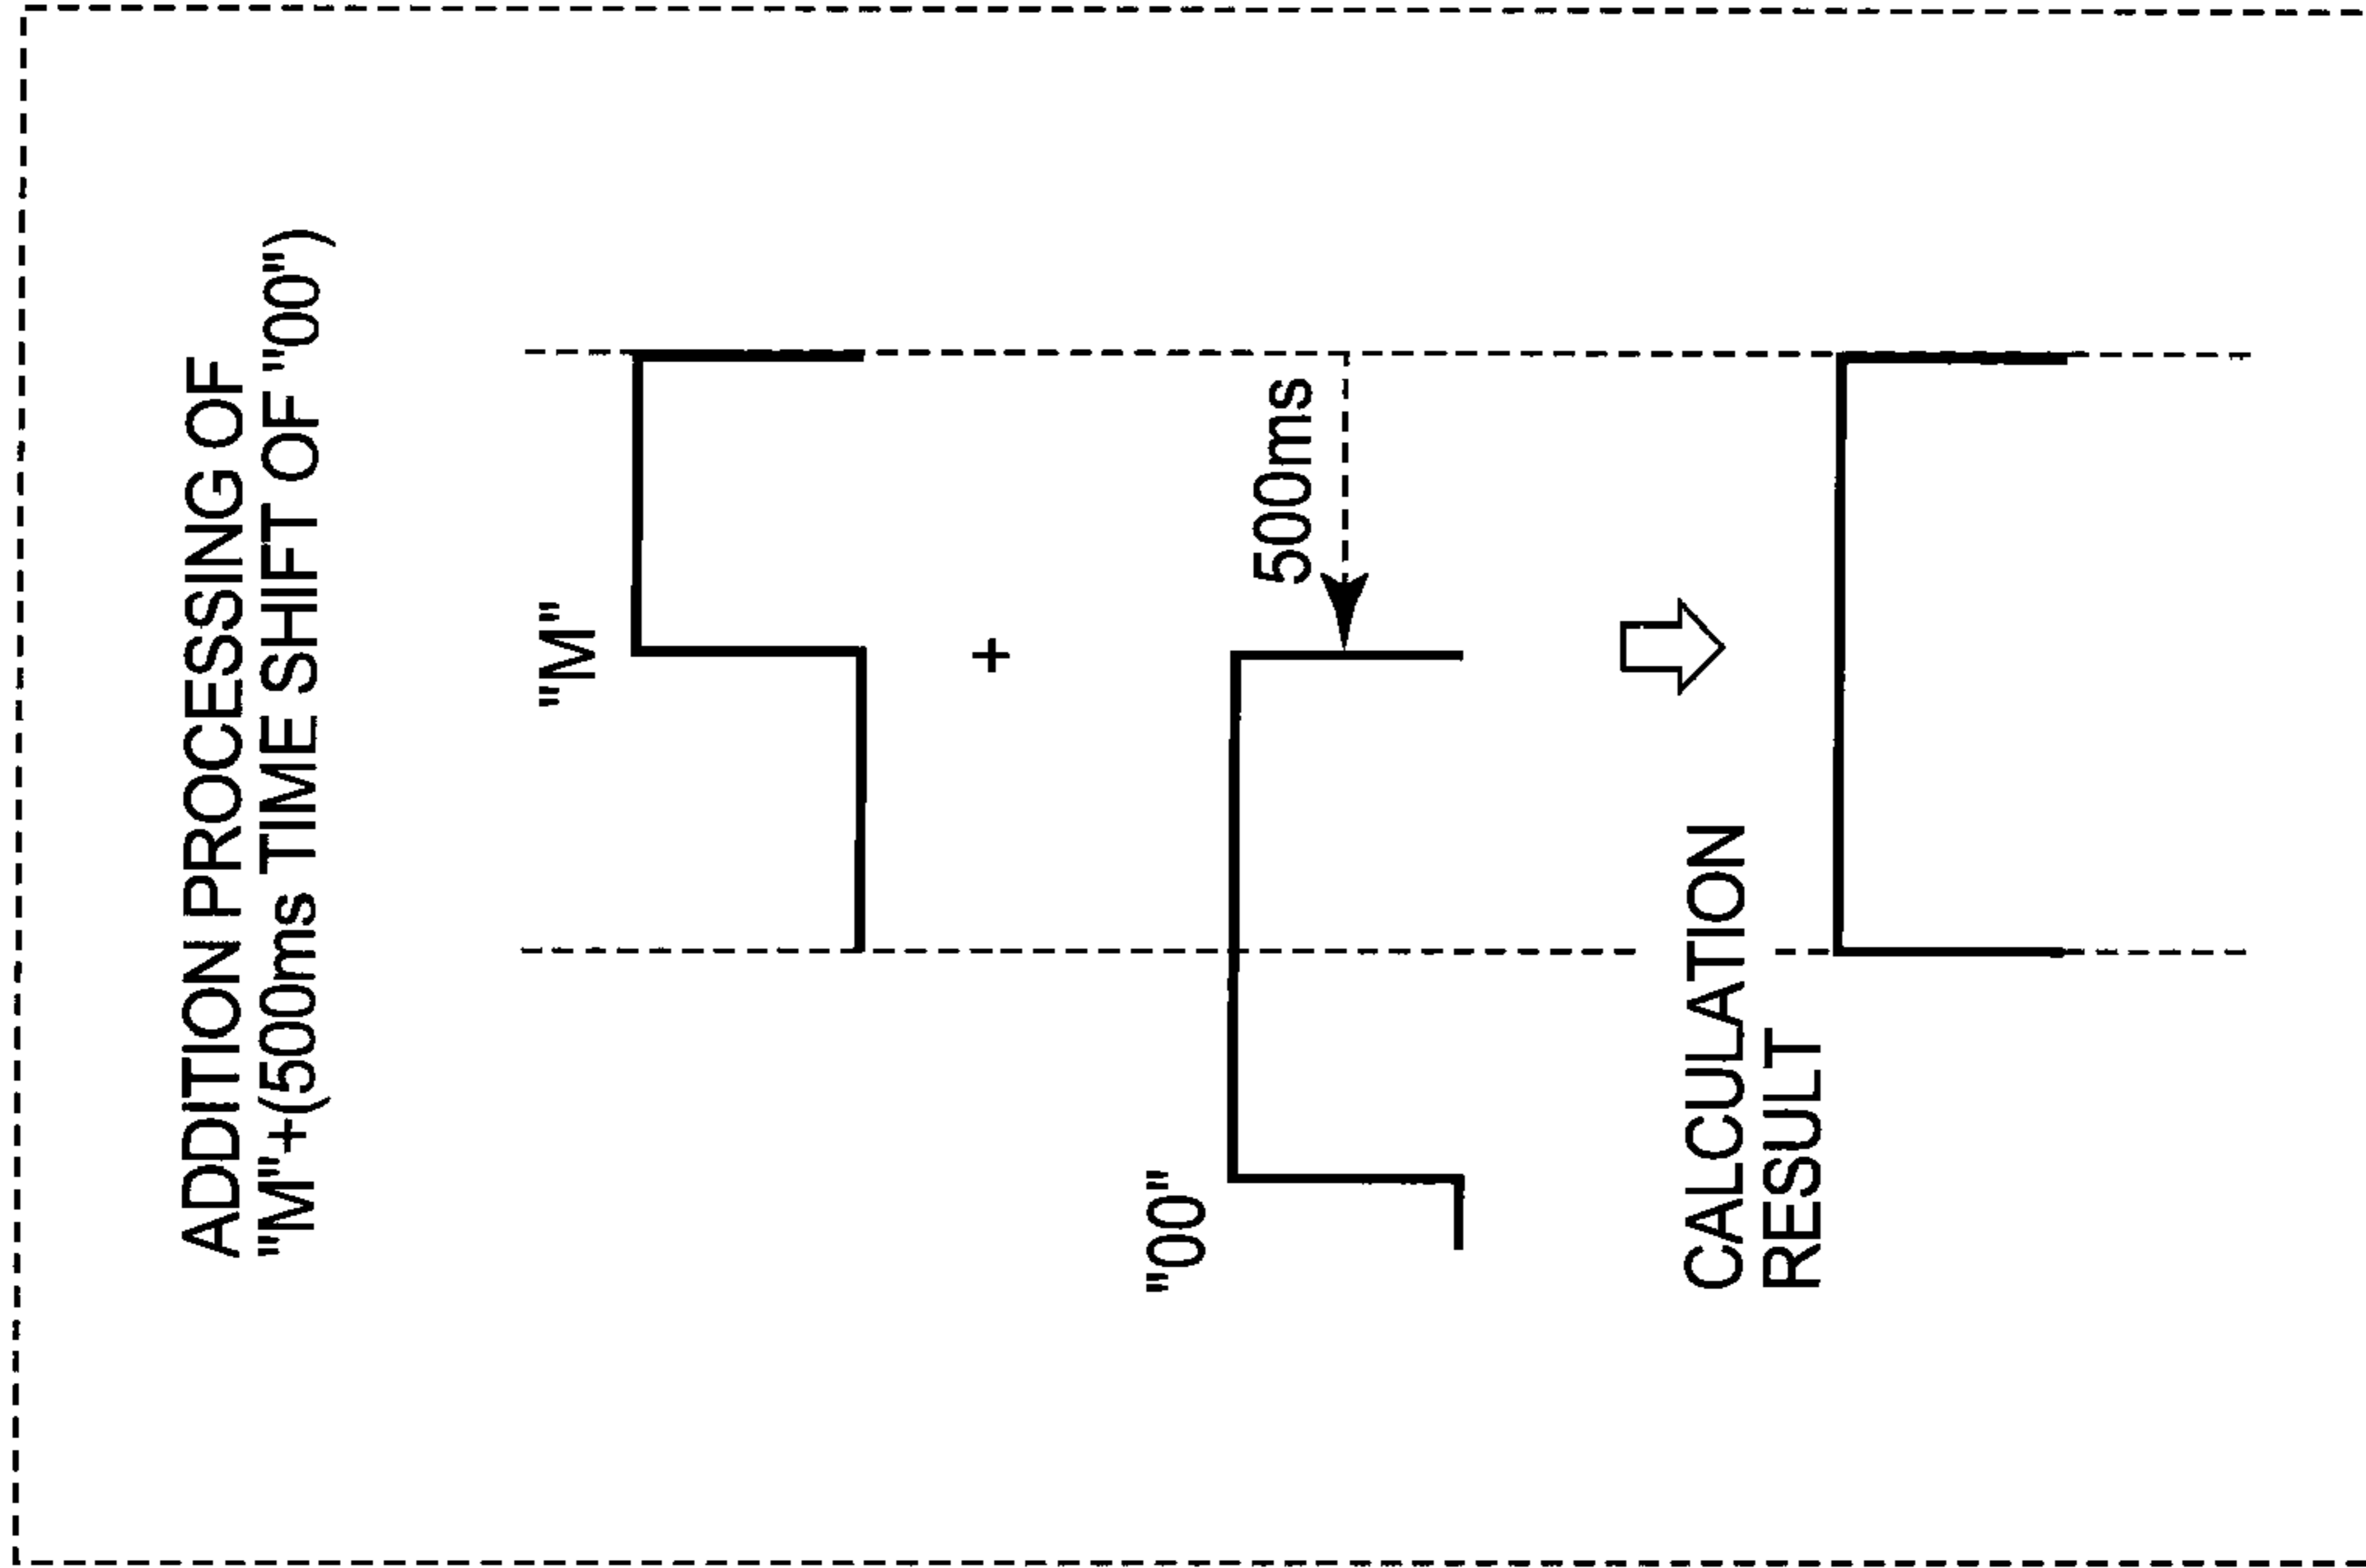 ADDITION PROCESSING OF
"M"+(500ms TIME SHIFT OF "00")
"M"
+
"00"
500ms
CALCULATION
RESULT